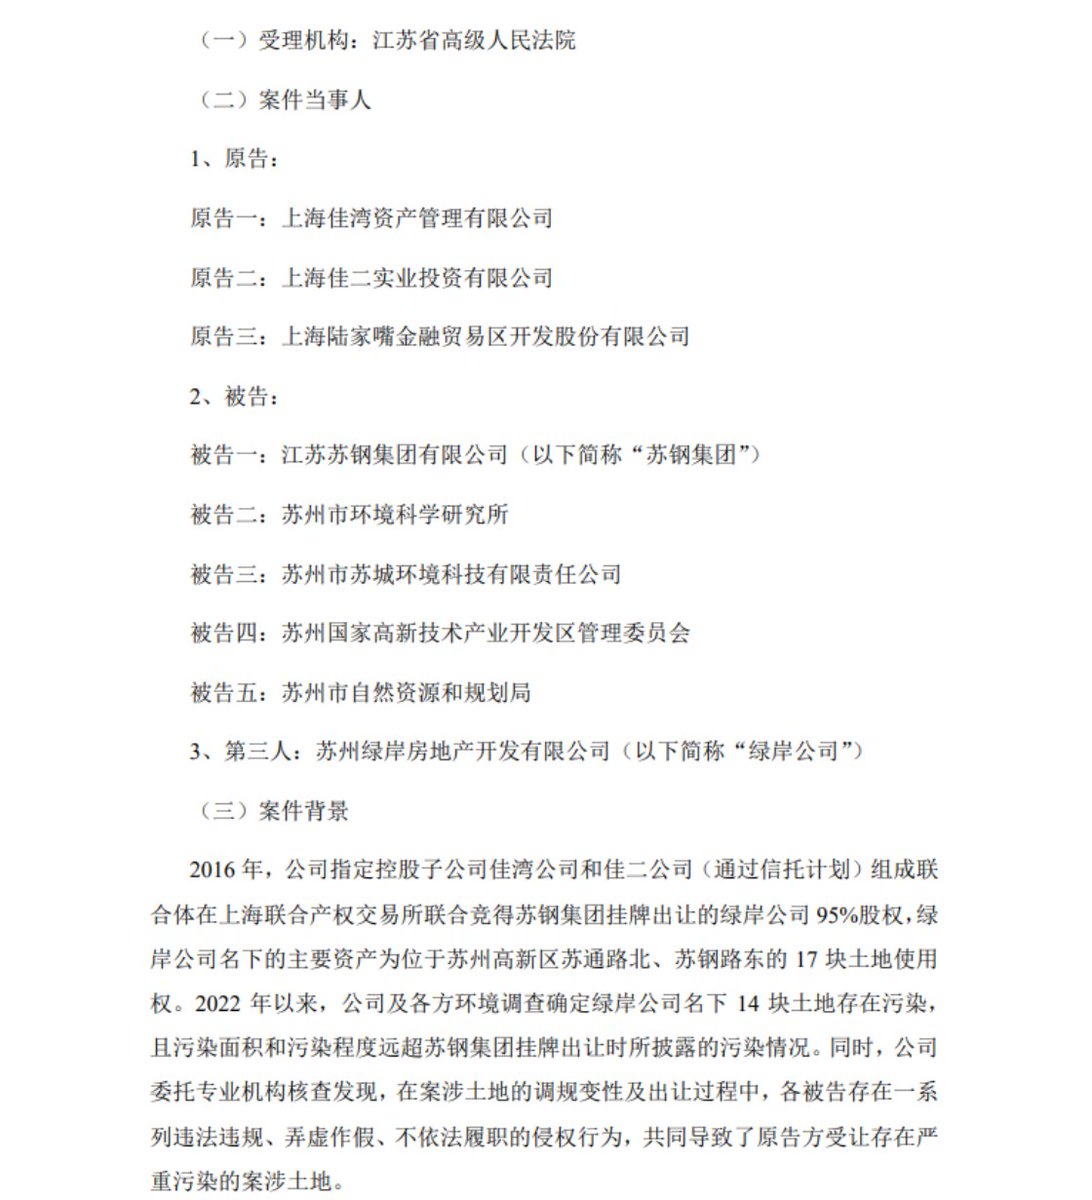 （一）受理机构：江苏省高级人民法院
（二）案件当事人
1、原告：
原告一：上海佳湾资产管理有限公司
原告二：上海佳二实业投资有限公司
原告三：上海陆家嘴金融贸易区开发股份有限公司
2、被告：
被告一：江苏苏钢集团有限公司（以下简称“苏钢集团”）
被告二：苏州市环境科学研究所
被告三：苏州市苏城环境科技有限责任公司
被告四：苏州国家高新技术产业开发区管理委员会
被告五：苏州市自然资源和规划局
3、第三人：苏州绿岸房地产开发有限公司（以下简称“绿岸公司”）
（三）案件背景
2016 年，公司指定控股子公司佳湾公司和佳二公司（通过信托计划）组成联
合体在上海联合产权交易所联合竞得苏钢集团挂牌出让的绿岸公司 95%股权，绿
岸公司名下的主要资产为位于苏州高新区苏通路北、苏钢路东的 17 块土地使用
权。2022 年以来，公司及各方环境调查确定绿岸公司名下 14 块土地存在污染，
且污染面积和污染程度远超苏钢集团挂牌出让时所披露的污染情况。同时，公司
委托专业机构核查发现，在案涉土地的调规变性及出让过程中，各被告存在一系
列违法违规、弄虚作假、不依法履职的侵权行为，共同导致了原告方受让存在严
重污染的案涉土地。